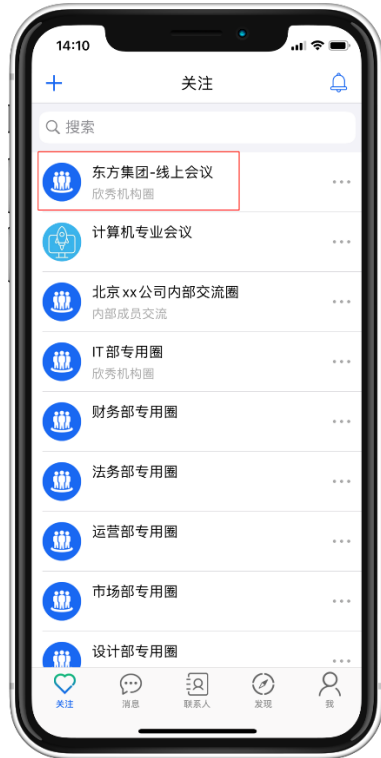 14:10
关注
搜索
东方集团-线上会议
欣秀机构圈
计算机专业会议
北京xx公司内部交流圈
内部成员交流
IT部专用圈
欣秀机构圈
财务部专用圈
法务部专用圈
运营部专用圈
市场部专用圈
设计部专用圈
关注 消息 联系人 发现 我